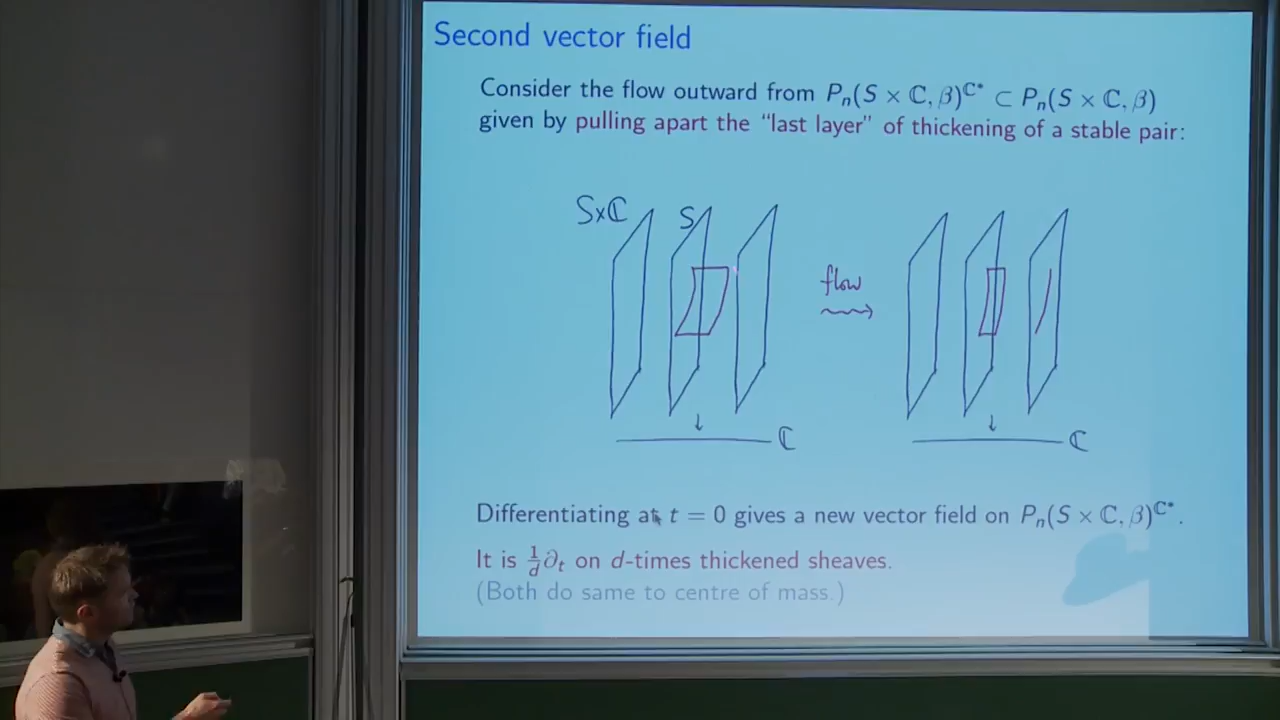 Second vector field
Consider the flow outward from Pₙ(S × ℂ, β)^ℂ* ⊂ Pₙ(S × ℂ, β)
given by pulling apart the “last layer” of thickening of a stable pair:
S×ℂ
S
flow
ℂ
ℂ
Differentiating at t = 0 gives a new vector field on Pₙ(S × ℂ, β)^ℂ*.
It is 1/d ∂ₜ on d-times thickened sheaves.
(Both do same to centre of mass.)